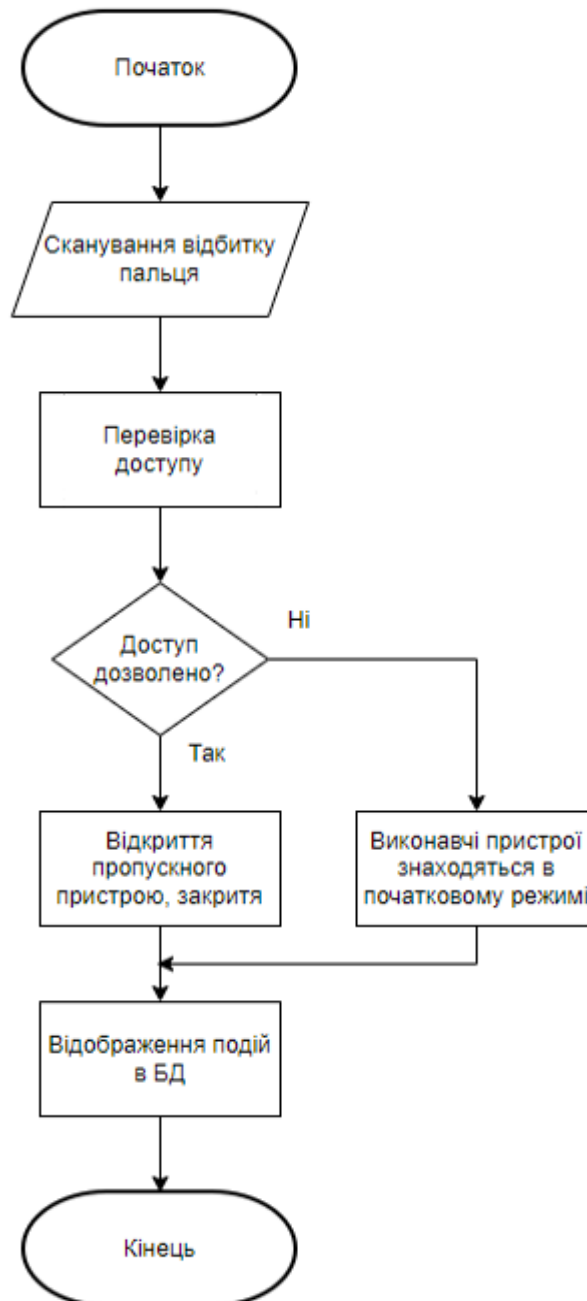 Початок
Сканування відбитку
пальця
Перевірка
доступу
Доступ
дозволено?
Ні
Так
Відкриття
пропускного
пристрою, закритя
Виконавчі пристрої
знаходяться в
початковому режимі
Відображення подій
в БД
Кінець